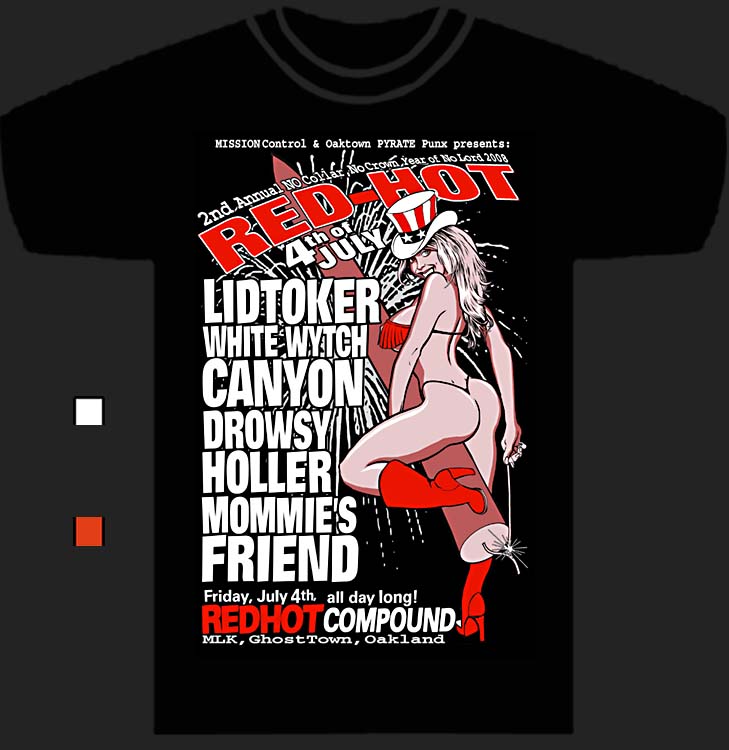 MISSION Control & Oaktown PYRATE Punx presents:
2nd Annual NO Collar, No Crown, Year of No Lord 2008
RED-HOT
4th of
JULY
LIDTOKER
WHITE WYTCH
CANYON
DROWSY
HOLLER
MOMMIE'S
FRIEND
Friday, July 4th, all day long!
REDHOT COMPOUND
MLK, GhostTown, Oakland